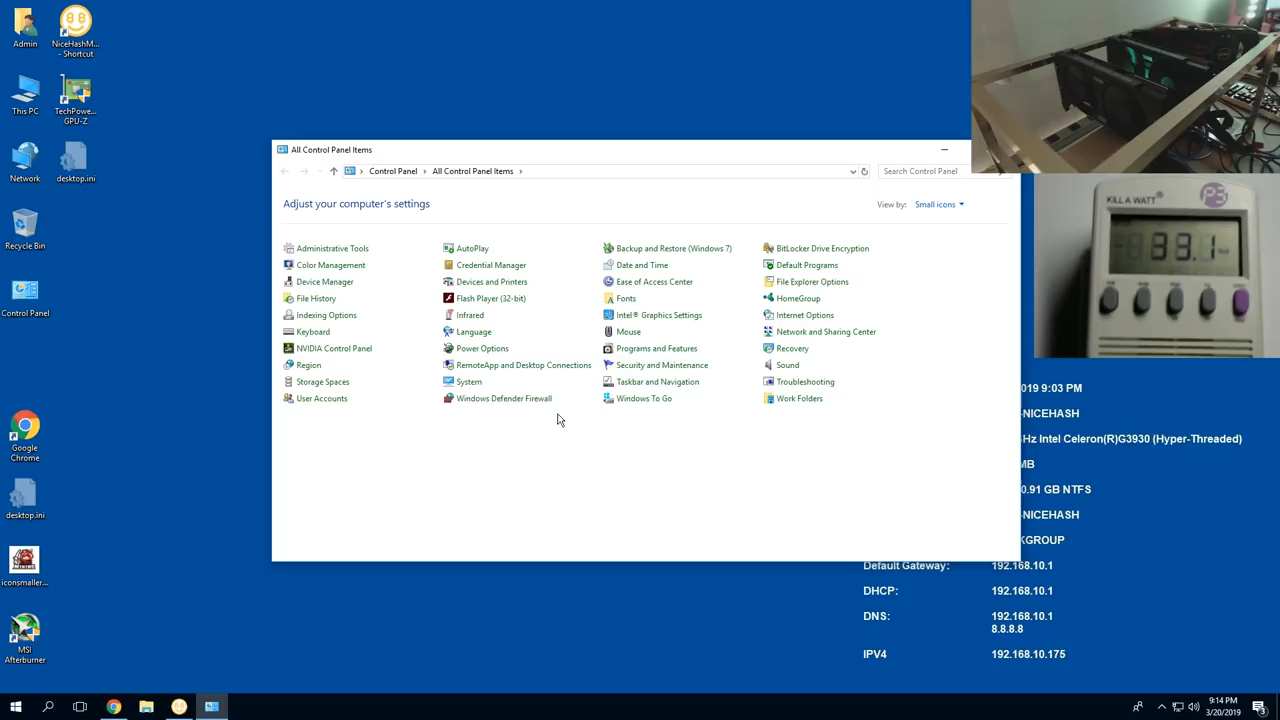 Admin
NiceHashM...
- Shortcut
This PC
TechPowe...
GPU-Z
Network
desktop.ini
Recycle Bin
Control Panel
Google
Chrome
desktop.ini
iconsmaller...
MSI
Afterburner
All Control Panel Items
Control Panel
All Control Panel Items
Search Control Panel
Adjust your computer's settings
View by:
Small icons
Administrative Tools
AutoPlay
Backup and Restore (Windows 7)
BitLocker Drive Encryption
Color Management
Credential Manager
Date and Time
Default Programs
Device Manager
Devices and Printers
Ease of Access Center
File Explorer Options
File History
Flash Player (32-bit)
Fonts
HomeGroup
Indexing Options
Infrared
Intel® Graphics Settings
Internet Options
Keyboard
Language
Mouse
Network and Sharing Center
NVIDIA Control Panel
Power Options
Programs and Features
Recovery
Region
RemoteApp and Desktop Connections
Security and Maintenance
Sound
Storage Spaces
System
Taskbar and Navigation
Troubleshooting
User Accounts
Windows Defender Firewall
Windows To Go
Work Folders
KILL A WATT
P3
33.1
019 9:03 PM
-NICEHASH
Hz Intel Celeron(R)G3930 (Hyper-Threaded)
MB
0.91 GB NTFS
-NICEHASH
KGROUP
Default Gateway: 192.168.10.1
DHCP: 192.168.10.1
DNS: 192.168.10.1
8.8.8.8
IPV4 192.168.10.175
9:14 PM
3/20/2019
3